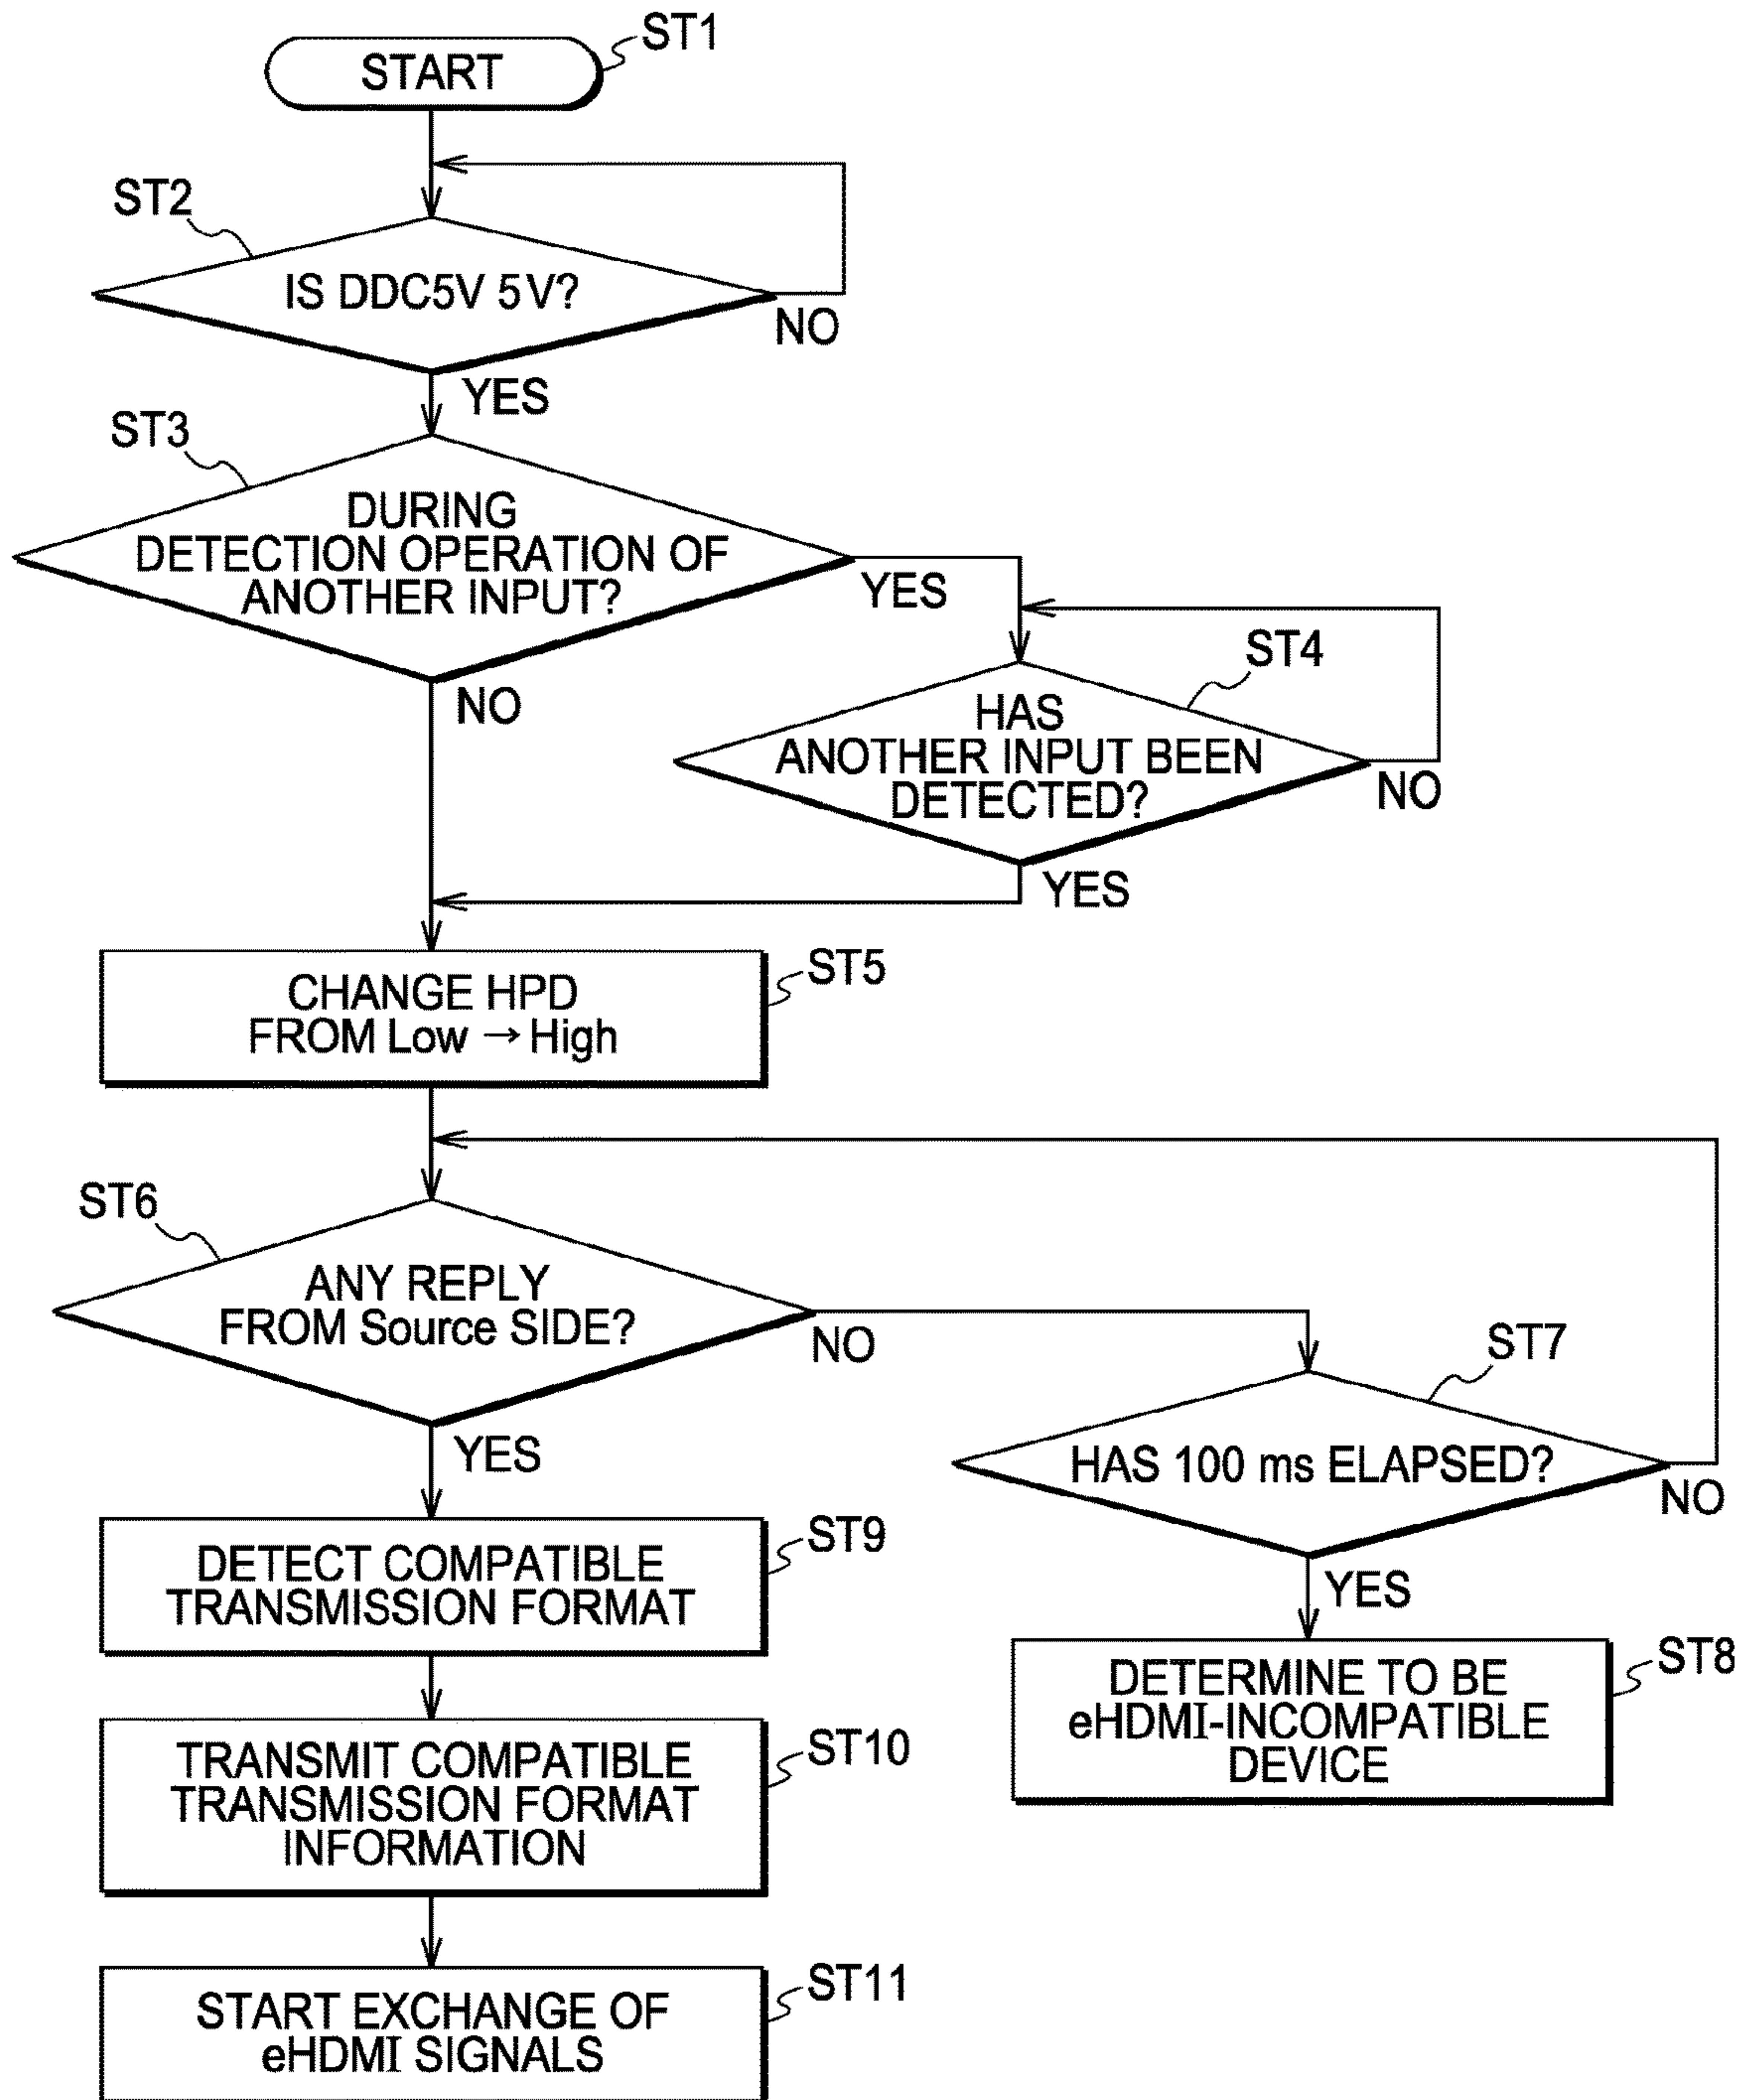 START
ST1
ST2
IS DDC5V 5V?
NO
YES
ST3
DURING
DETECTION OPERATION OF
ANOTHER INPUT?
YES
NO
ST4
HAS
ANOTHER INPUT BEEN
DETECTED?
NO
YES
CHANGE HPD
FROM Low → High
ST5
ST6
ANY REPLY
FROM Source SIDE?
NO
YES
ST7
HAS 100 ms ELAPSED?
NO
YES
DETERMINE TO BE
eHDMI-INCOMPATIBLE
DEVICE
ST8
DETECT COMPATIBLE
TRANSMISSION FORMAT
ST9
TRANSMIT COMPATIBLE
TRANSMISSION FORMAT
INFORMATION
ST10
START EXCHANGE OF
eHDMI SIGNALS
ST11